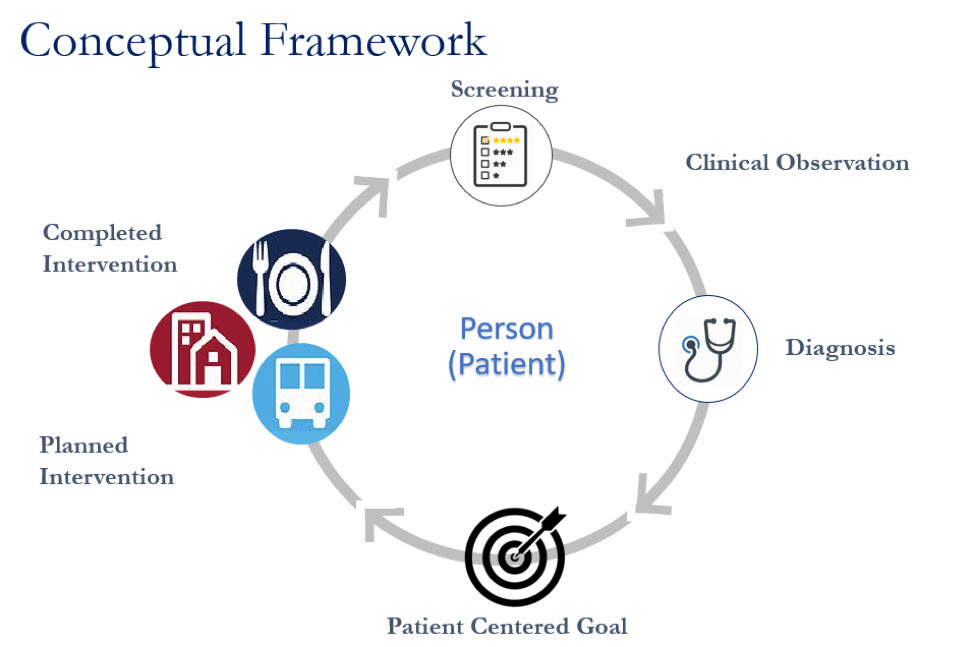 Conceptual Framework
Screening
Clinical Observation
Completed
Intervention
Person
(Patient)
Diagnosis
Planned
Intervention
Patient Centered Goal